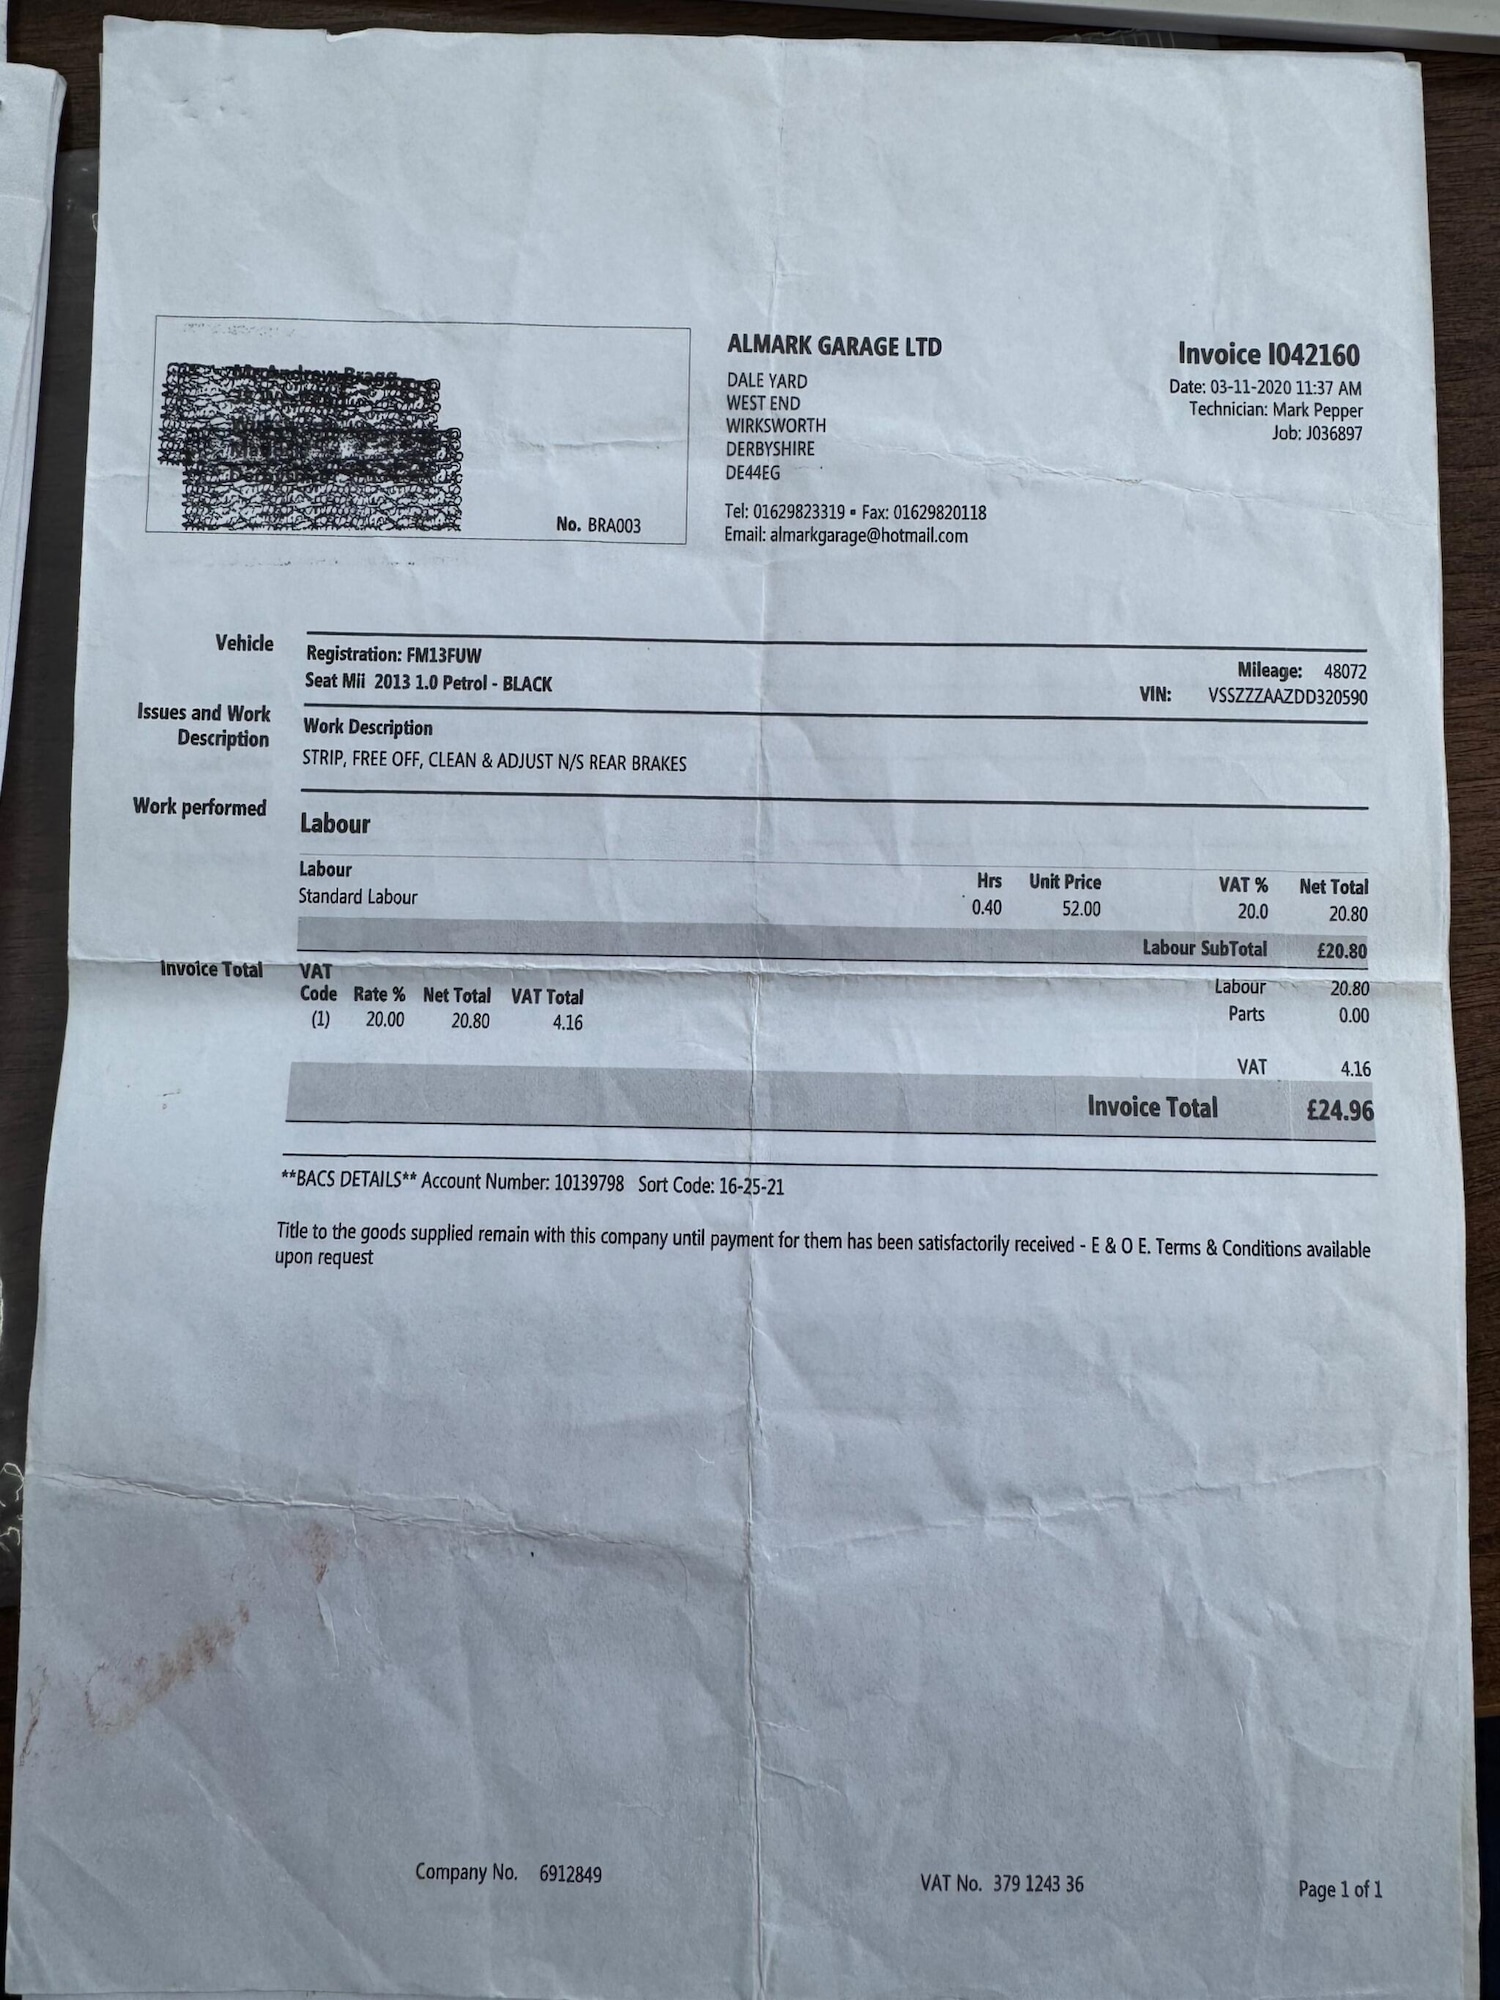 ALMARK GARAGE LTD
DALE YARD
WEST END
WIRKSWORTH
DERBYSHIRE
DE44EG
Tel: 01629823319 ▪ Fax: 01629820118
Email: almarkgarage@hotmail.com
Invoice I042160
Date: 03-11-2020 11:37 AM
Technician: Mark Pepper
Job: J036897
No. BRA003
Vehicle
Registration: FM13FUW
Seat Mii 2013 1.0 Petrol - BLACK
Mileage: 48072
VIN: VSSZZZAAZDD320590
Issues and Work
Description
Work Description
STRIP, FREE OFF, CLEAN & ADJUST N/S REAR BRAKES
Work performed
Labour
Labour Hrs Unit Price VAT % Net Total
Standard Labour 0.40 52.00 20.0 20.80
Labour SubTotal £20.80
Invoice Total
VAT
Code Rate % Net Total VAT Total
(1) 20.00 20.80 4.16
Labour 20.80
Parts 0.00
VAT 4.16
Invoice Total £24.96
**BACS DETAILS** Account Number: 10139798 Sort Code: 16-25-21
Title to the goods supplied remain with this company until payment for them has been satisfactorily received - E & O E. Terms & Conditions available
upon request
Company No. 6912849
VAT No. 379 1243 36
Page 1 of 1